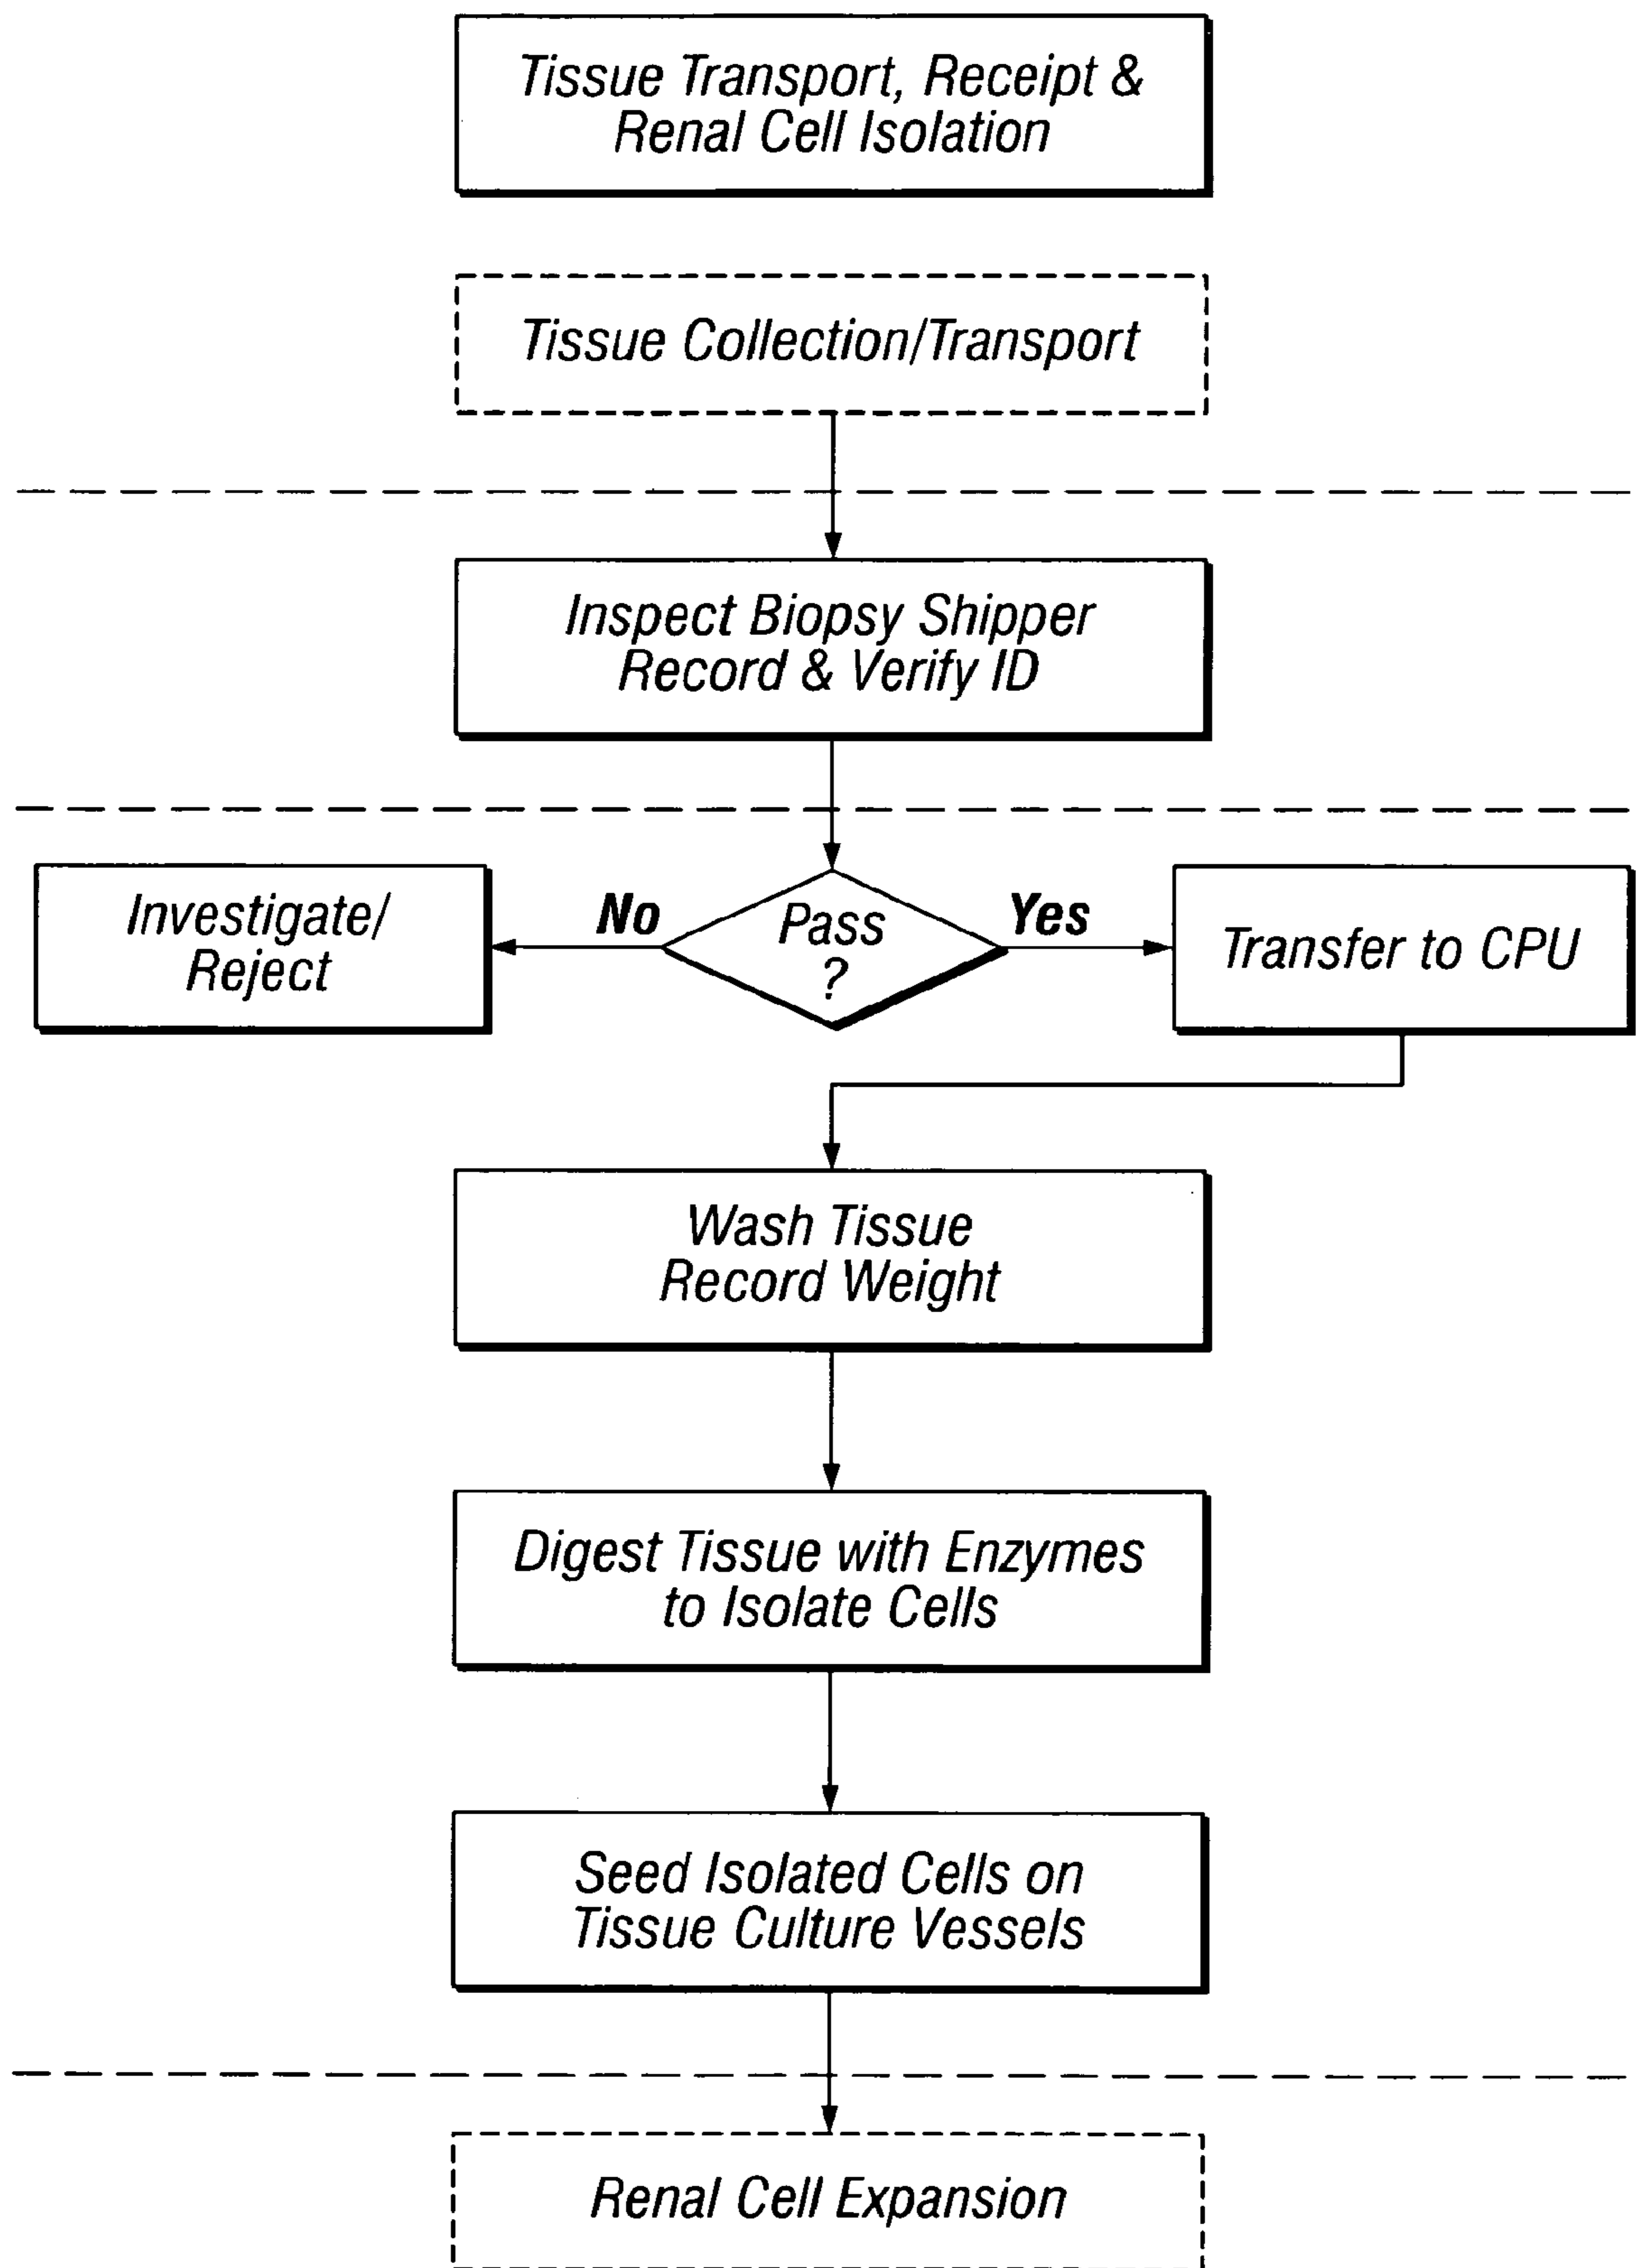 Tissue Transport, Receipt &
Renal Cell Isolation
Tissue Collection/Transport
Inspect Biopsy Shipper
Record & Verify ID
Investigate/
Reject
No
Pass
?
Yes
Transfer to CPU
Wash Tissue
Record Weight
Digest Tissue with Enzymes
to Isolate Cells
Seed Isolated Cells on
Tissue Culture Vessels
Renal Cell Expansion